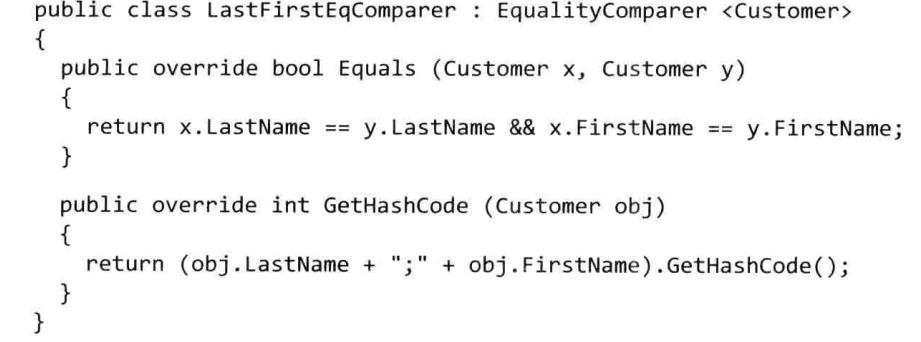 public class LastFirstEqComparer : EqualityComparer <Customer>
{
  public override bool Equals (Customer x, Customer y)
  {
    return x.LastName == y.LastName && x.FirstName == y.FirstName;
  }

  public override int GetHashCode (Customer obj)
  {
    return (obj.LastName + ";" + obj.FirstName).GetHashCode();
  }
}